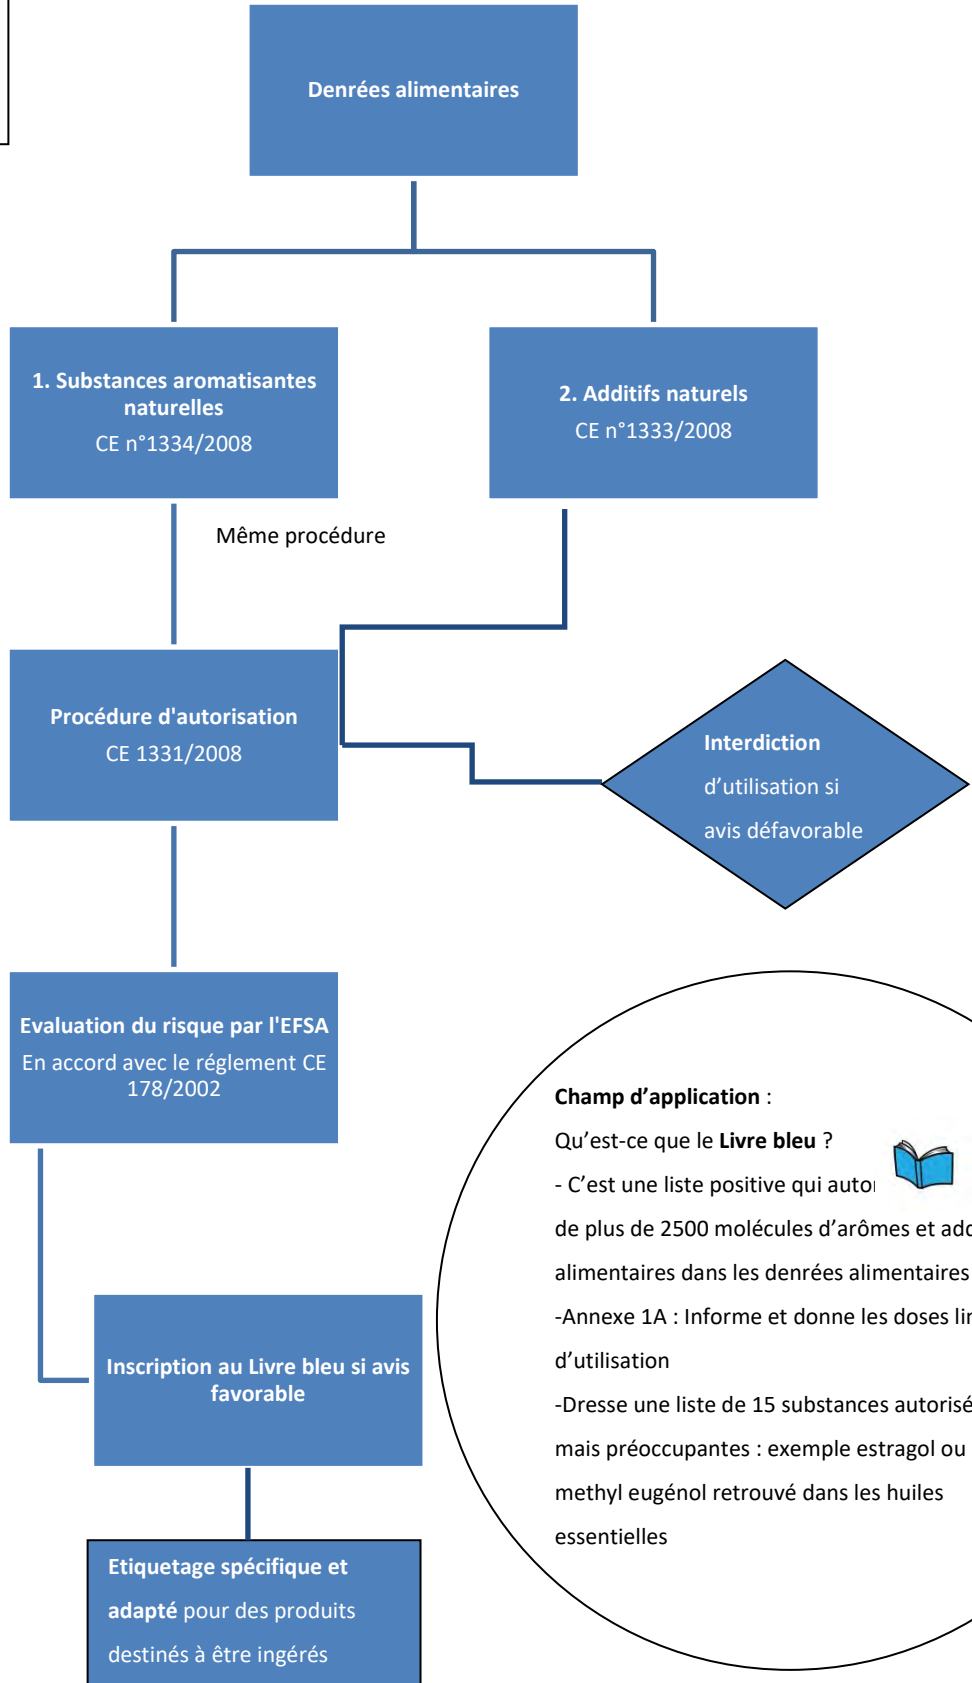 Denrées alimentaires
1. Substances aromatisantes
naturelles
CE n°1334/2008
2. Additifs naturels
CE n°1333/2008
Même procédure
Procédure d'autorisation
CE 1331/2008
Interdiction
d’utilisation si
avis défavorable
Evaluation du risque par l'EFSA
En accord avec le réglement CE
178/2002
Champ d’application :
Qu’est-ce que le Livre bleu ?
- C’est une liste positive qui
de plus de 2500 molécules d’arômes et
alimentaires dans les denrées alimentaires
-Annexe 1A : Informe et donne les doses
d’utilisation
-Dresse une liste de 15 substances
mais préoccupantes : exemple estragol ou
methyl eugénol retrouvé dans les huiles
essentielles
Inscription au Livre bleu si avis
favorable
Etiquetage spécifique et
adapté pour des produits
destinés à être ingérés